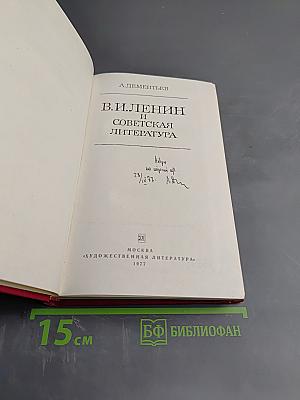 А. ДЕМЕНТЬЕВ
В.И.ЛЕНИН
И
СОВЕТСКАЯ
ЛИТЕРАТУРА
МОСКВА
«ХУДОЖЕСТВЕННАЯ ЛИТЕРАТУРА»
1977
15 см
БФ БИБЛИОФАН